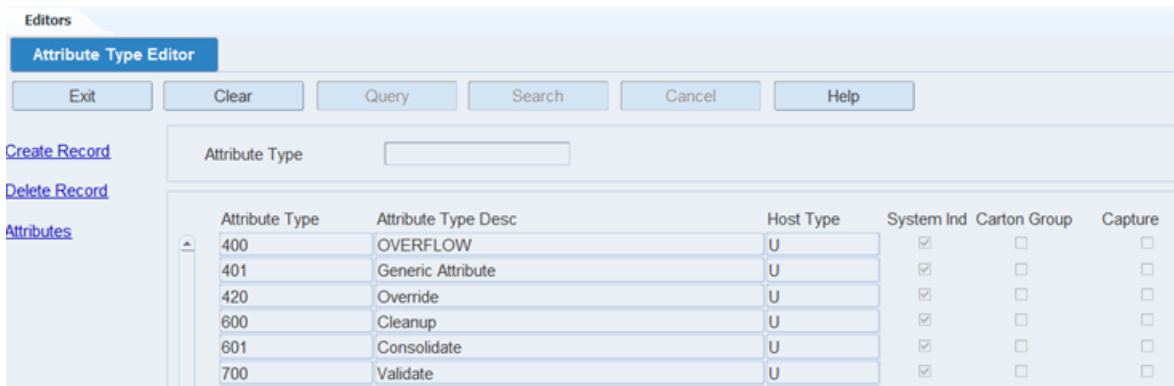 Editors
Attribute Type Editor
Exit Clear Query Search Cancel Help
Create Record
Attribute Type
Delete Record
Attributes
Attribute Type Attribute Type Desc Host Type System Ind Carton Group Capture
400 OVERFLOW U
401 Generic Attribute U
420 Override U
600 Cleanup U
601 Consolidate U
700 Validate U